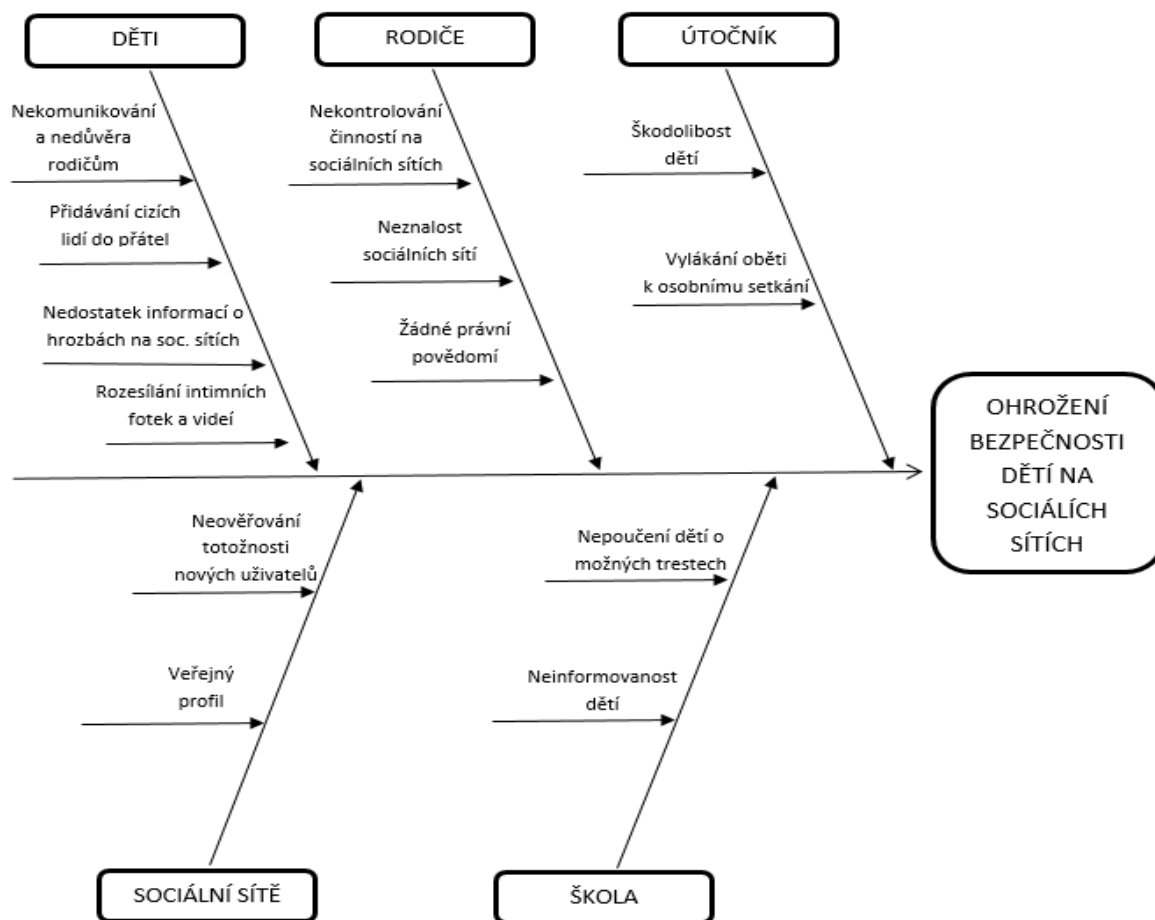 DĚTI
RODIČE
ÚTOČNÍK
Nekomunikování
a nedůvěra
rodičům
Přidávání cizích
lidí do přátel
Nedostatek informací o
hrozbách na soc. sítích
Rozesílání intimních
fotek a videí
Nekontrolování
činností na
sociálních sítích
Neznalost
sociálních sítí
Žádné právní
povědomí
Škodolibost
dětí
Vylákání oběti
k osobnímu setkání
OHROŽENÍ
BEZPEČNOSTI
DĚTÍ NA
SOCIÁLÍCH
SÍTÍCH
Neověřování
totožnosti
nových uživatelů
Veřejný
profil
Nepoučení dětí o
možných trestech
Neinformovanost
dětí
SOCIÁLNÍ SÍTĚ
ŠKOLA